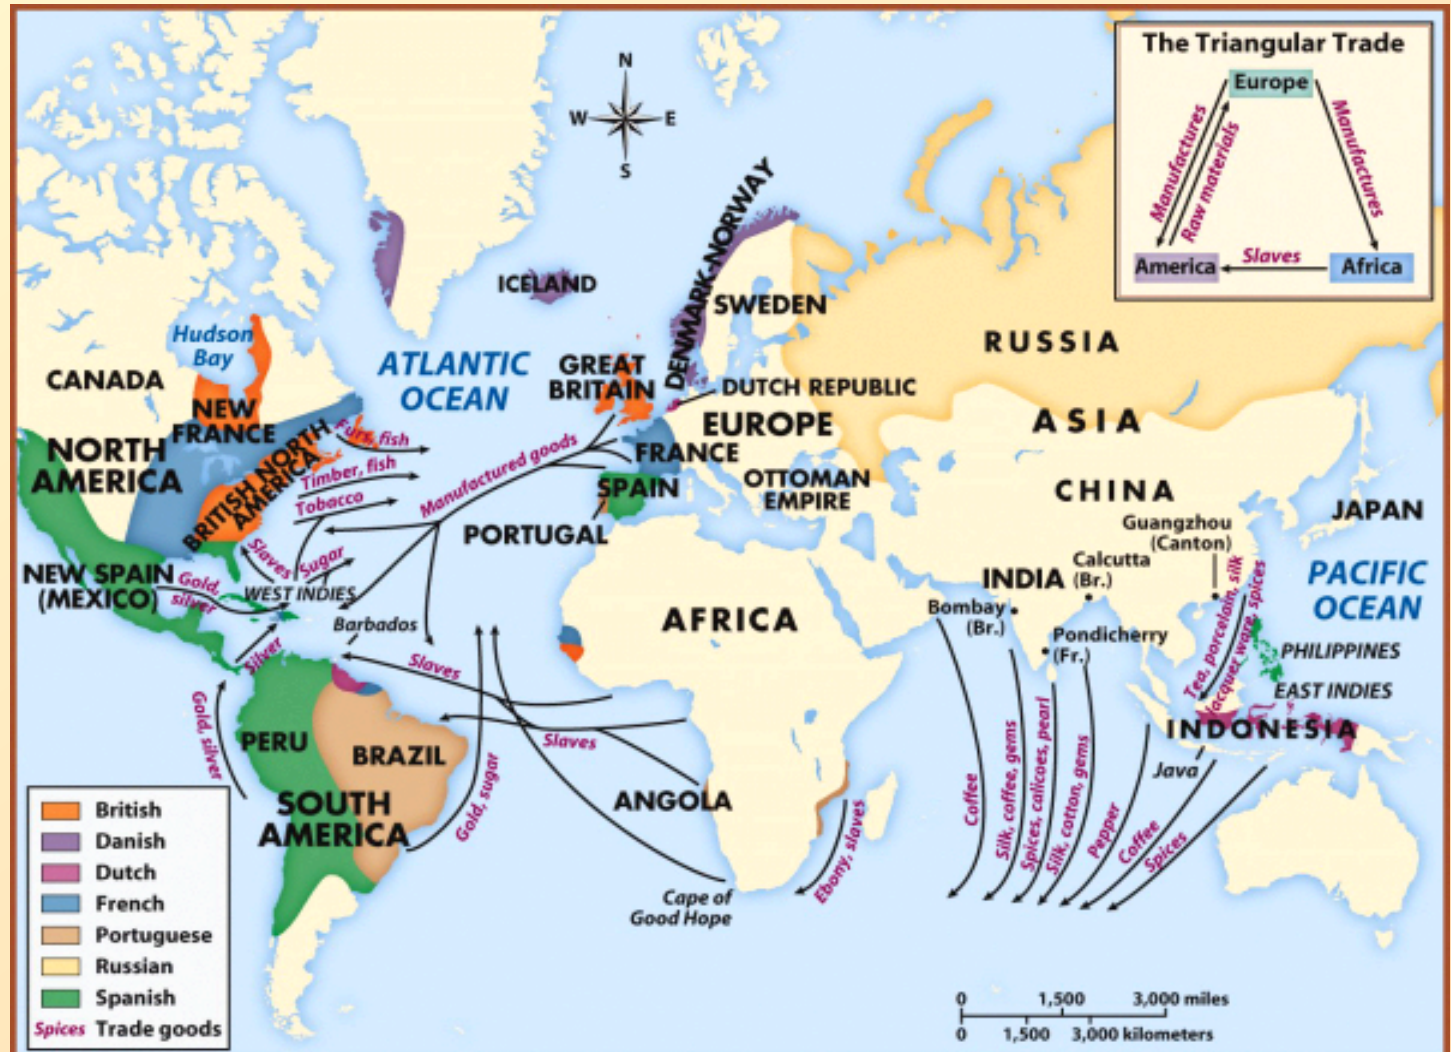 The Triangular Trade
Europe
Manufactures
Raw materials
Manufactures
America
Slaves
Africa
N
W
E
S
DENMARK-NORWAY
ICELAND
SWEDEN
RUSSIA
Hudson
Bay
ATLANTIC
OCEAN
GREAT
BRITAIN
CANADA
DUTCH REPUBLIC
NEW
FRANCE
EUROPE
ASIA
NORTH
AMERICA
BRITISH NORTH
AMERICA
Furs, fish
Timber, fish
Tobacco
Manufactured goods
FRANCE
OTTOMAN
EMPIRE
SPAIN
PORTUGAL
CHINA
JAPAN
Guangzhou
(Canton)
Calcutta
(Br.)
INDIA
PACIFIC
OCEAN
NEW SPAIN
(MEXICO)
Gold,
silver
Slaves
Sugar
WEST INDIES
Barbados
AFRICA
Bombay
(Br.)
Pondicherry
(Fr.)
Tea, porcelain, silk
lacquer ware, spices
PHILIPPINES
EAST INDIES
Silver
Slaves
Gold, silver
PERU
BRAZIL
Slaves
INDONESIA
Java
Gold, sugar
SOUTH
AMERICA
ANGOLA
Ebony, slaves
Coffee
Silk, coffee, gems
Spices, calicoes, pearl
Silk, cotton, gems
Pepper
Coffee
Spices
Cape of
Good Hope
British
Danish
Dutch
French
Portuguese
Russian
Spanish
Spices Trade goods
0 1,500 3,000 miles
0 1,500 3,000 kilometers